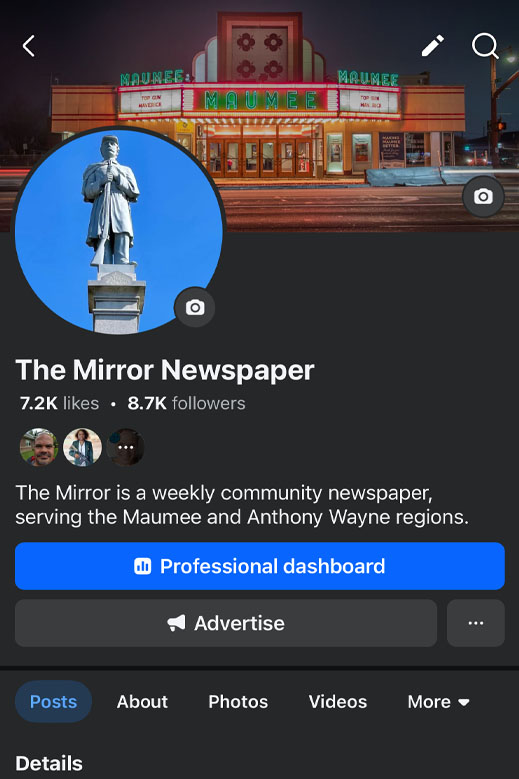 MAUMEE
MAUMEE
MAUMEE
TOP GUN
MAVERICK
TOP GUN
MAVERICK
The Mirror Newspaper
7.2K likes • 8.7K followers
The Mirror is a weekly community newspaper,
serving the Maumee and Anthony Wayne regions.
Professional dashboard
Advertise
Posts
About
Photos
Videos
More
Details